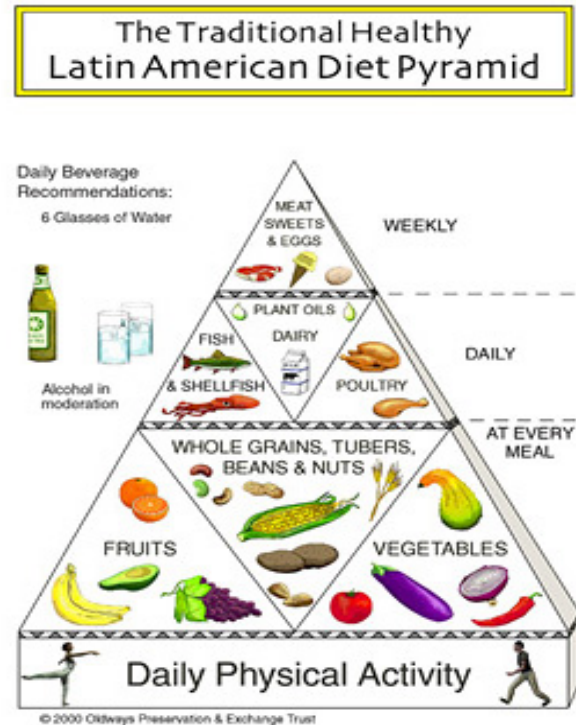 The Traditional Healthy
Latin American Diet Pyramid
Daily Beverage
Recommendations:
6 Glasses of Water
Alcohol in
moderation
MEAT
SWEETS
& EGGS
WEEKLY
PLANT OILS
FISH
& SHELLFISH
DAIRY
POULTRY
DAILY
AT EVERY
MEAL
WHOLE GRAINS, TUBERS,
BEANS & NUTS
FRUITS
VEGETABLES
Daily Physical Activity
© 2000 Oldways Preservation & Exchange Trust